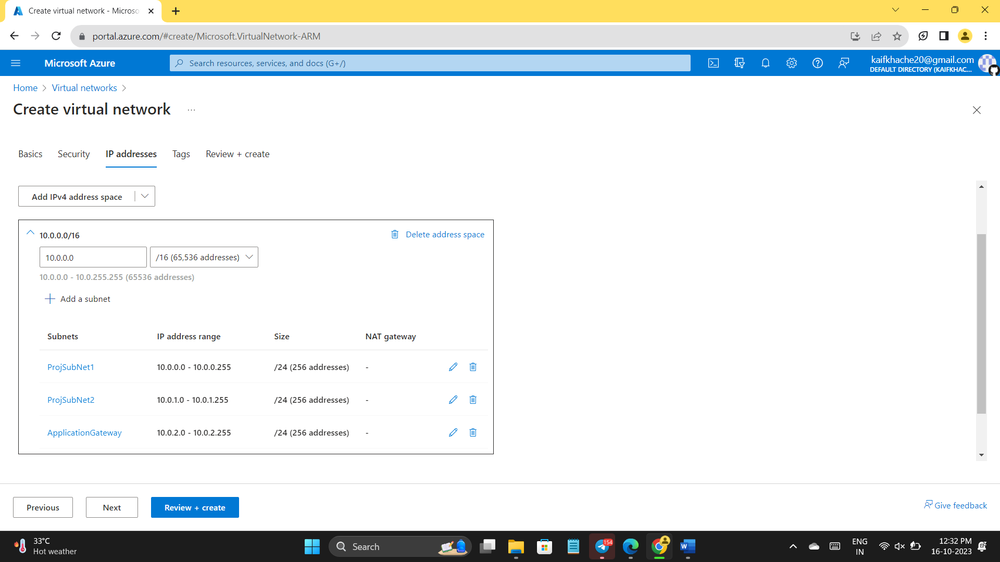 Create virtual network - Microso
portal.azure.com/#create/Microsoft.VirtualNetwork-ARM
Microsoft Azure
Search resources, services, and docs (G+/)
kaifkhache20@gmail.com
DEFAULT DIRECTORY (KAIFKHAC...
Home
Virtual networks
Create virtual network
...
Basics
Security
IP addresses
Tags
Review + create
Add IPv4 address space
10.0.0.0/16
Delete address space
10.0.0.0
/16 (65,536 addresses)
10.0.0.0 - 10.0.255.255 (65536 addresses)
Add a subnet
Subnets IP address range Size NAT gateway
ProjSubNet1 10.0.0.0 - 10.0.0.255 /24 (256 addresses) -
ProjSubNet2 10.0.1.0 - 10.0.1.255 /24 (256 addresses) -
ApplicationGateway 10.0.2.0 - 10.0.2.255 /24 (256 addresses) -
Previous
Next
Review + create
Give feedback
33°C
Hot weather
Search
154
W
ENG
IN
12:32 PM
16-10-2023